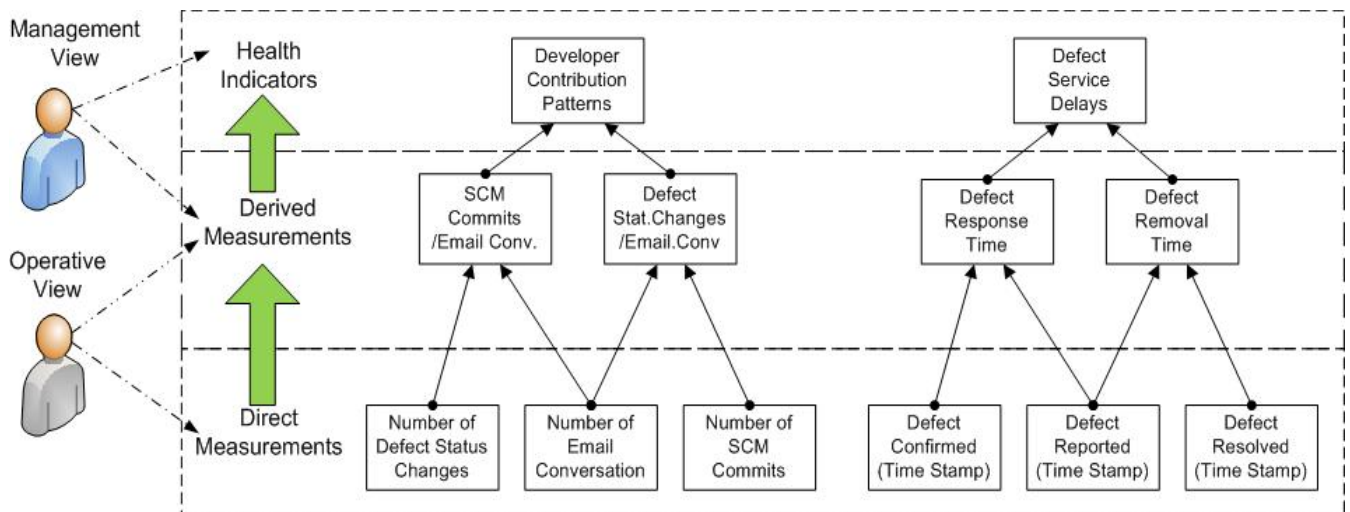 Management
View
Health
Indicators
Developer
Contribution
Patterns
Defect
Service
Delays
Derived
Measurements
SCM
Commits
/Email Conv.
Defect
Stat.Changes
/Email.Conv
Defect
Response
Time
Defect
Removal
Time
Operative
View
Direct
Measurements
Number of
Defect Status
Changes
Number of
Email
Conversation
Number of
SCM
Commits
Defect
Confirmed
(Time Stamp)
Defect
Reported
(Time Stamp)
Defect
Resolved
(Time Stamp)